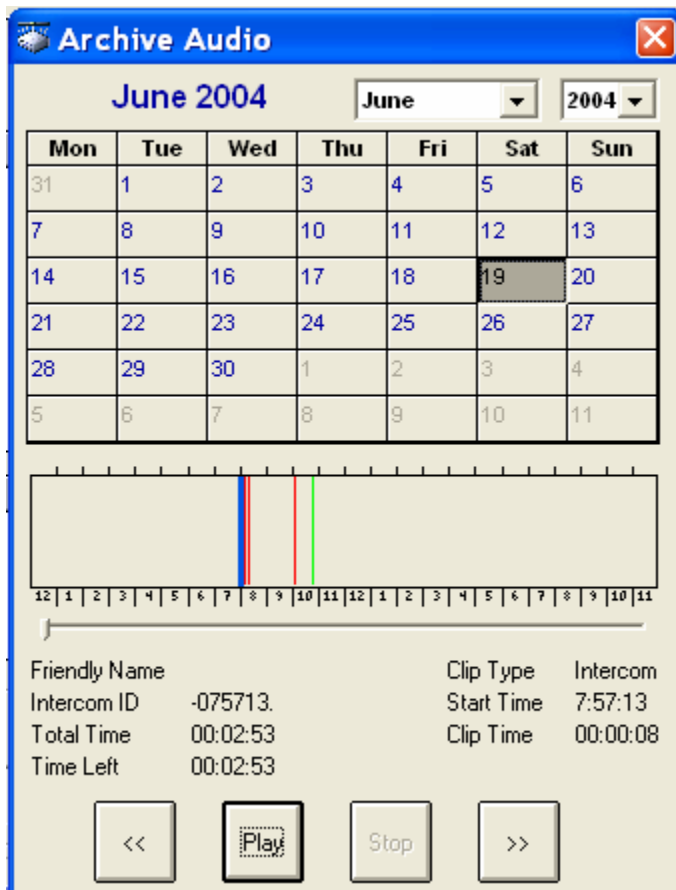 Archive Audio
June 2004 June 2004
Mon Tue Wed Thu Fri Sat Sun
31 1 2 3 4 5 6
7 8 9 10 11 12 13
14 15 16 17 18 19 20
21 22 23 24 25 26 27
28 29 30 1 2 3 4
5 6 7 8 9 10 11
12 1 2 3 4 5 6 7 8 9 10 11 12 1 2 3 4 5 6 7 8 9 10 11
Friendly Name Clip Type Intercom
Intercom ID -075713. Start Time 7:57:13
Total Time 00:02:53 Clip Time 00:00:08
Time Left 00:02:53
<< Play Stop >>